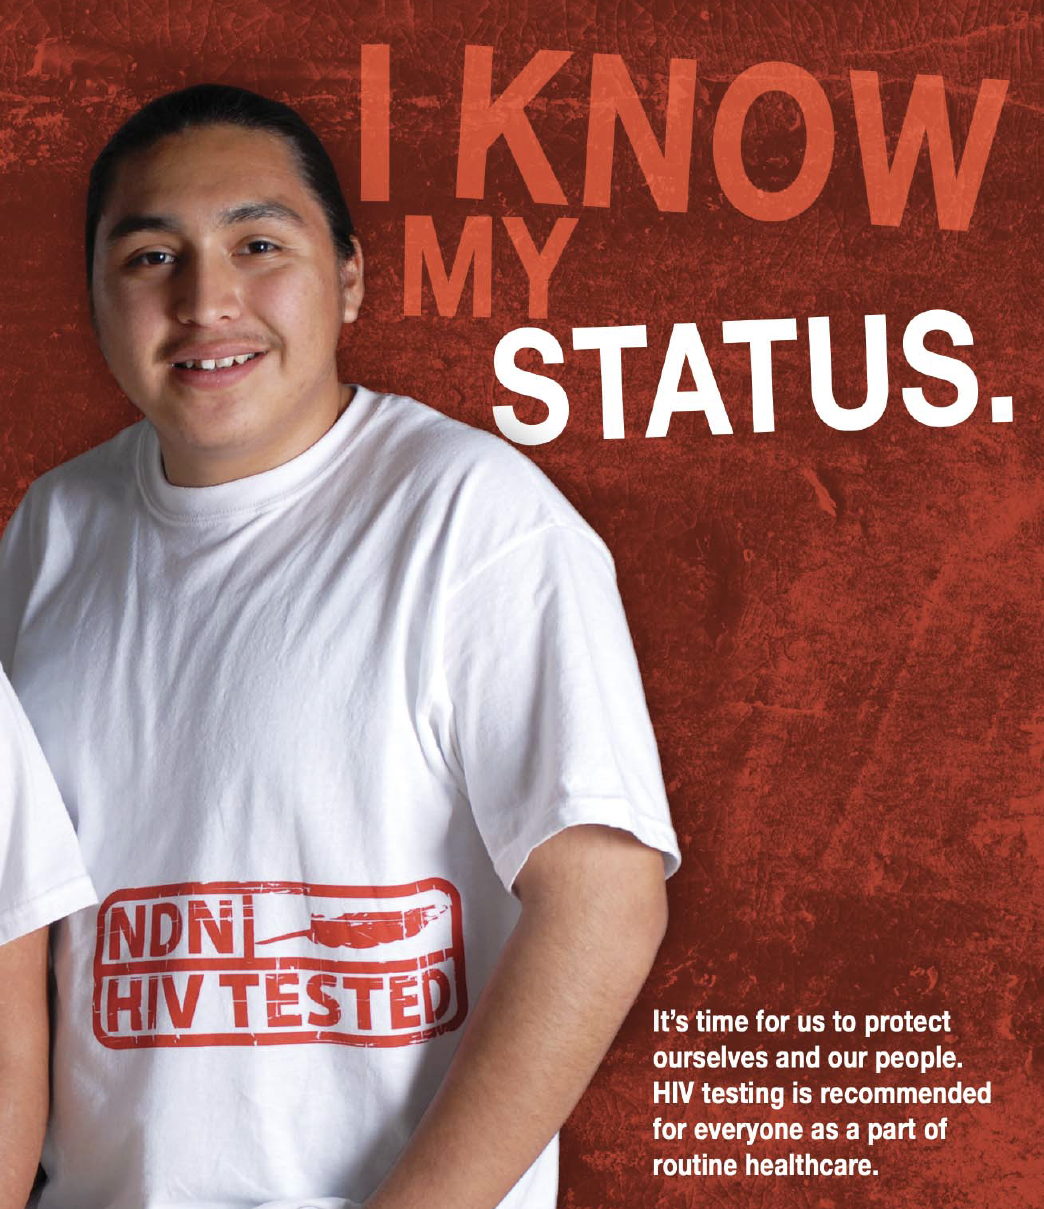 I KNOW
MY
STATUS.
NDN
HIV TESTED
It's time for us to protect
ourselves and our people.
HIV testing is recommended
for everyone as a part of
routine healthcare.